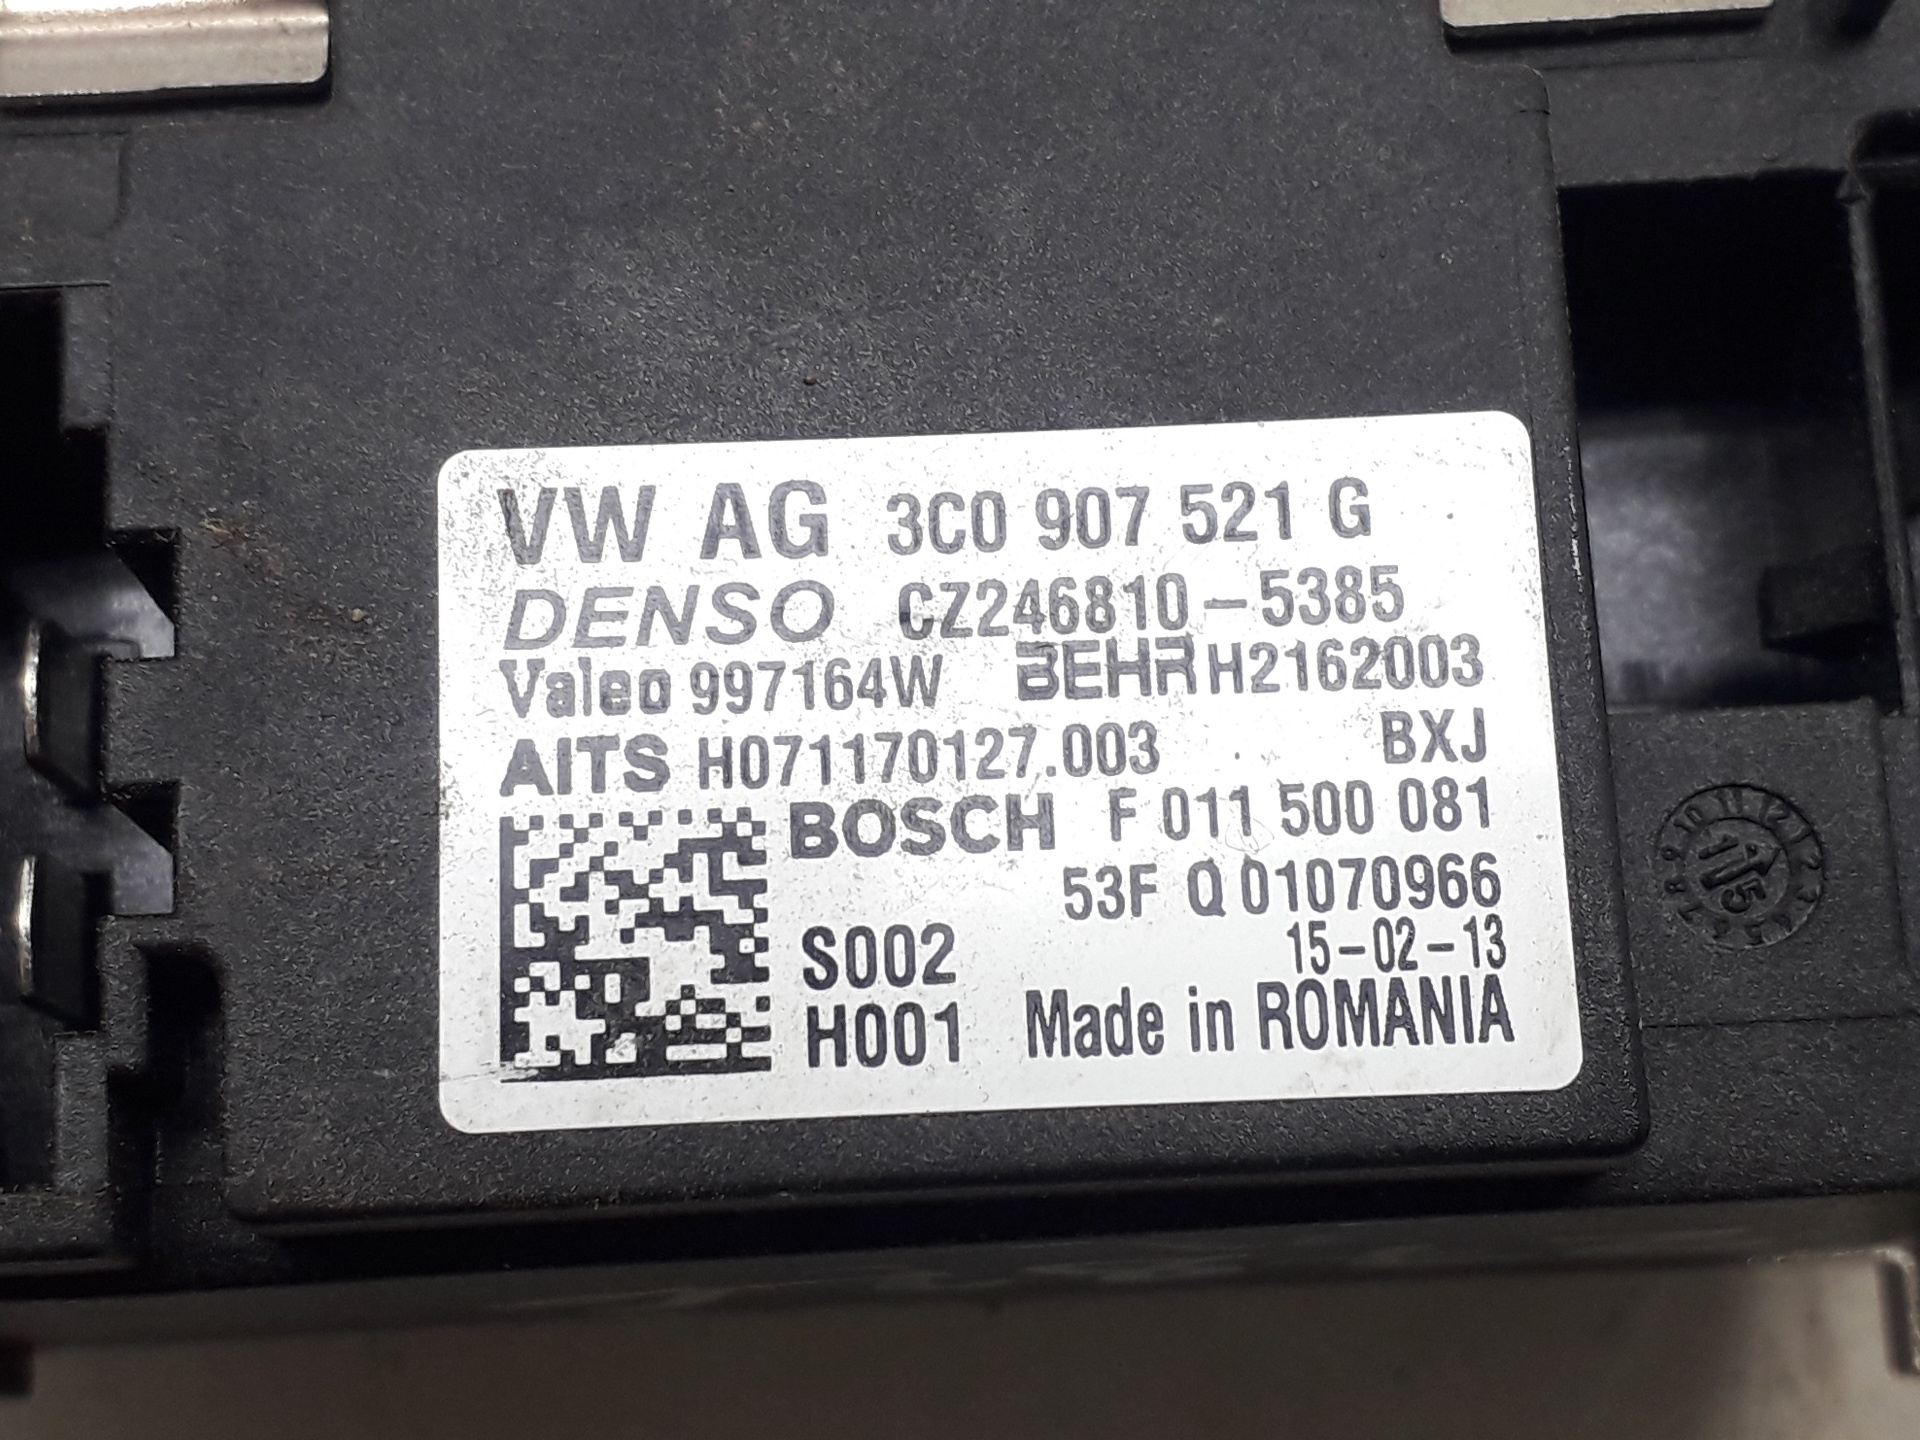 VW AG 3C0 907 521 G
DENSO CZ246810-5385
Valeo 997164W BEHR H2162003
AITS H071170127.003 BXJ
BOSCH F 011 500 081
53F Q 01070966
S002 15-02-13
H001 Made in ROMANIA